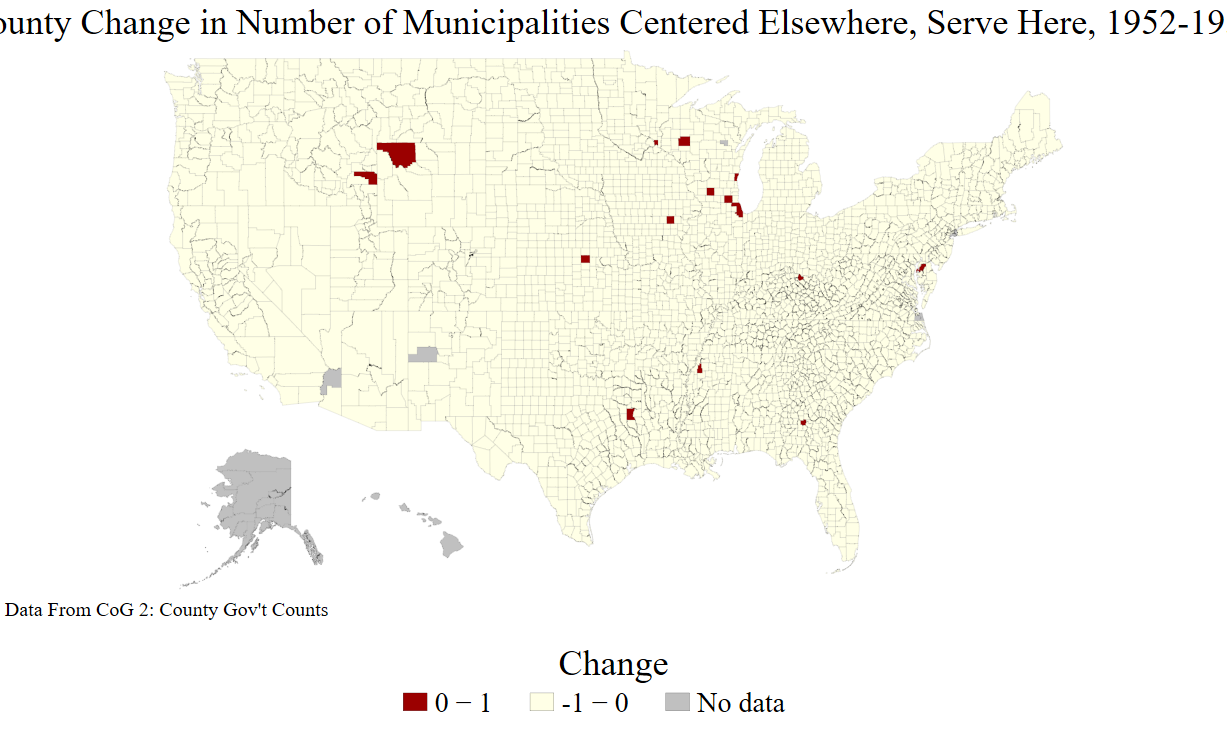 ounty Change in Number of Municipalities Centered Elsewhere, Serve Here, 1952-19
Data From CoG 2: County Gov't Counts
Change
0 − 1
-1 − 0
No data